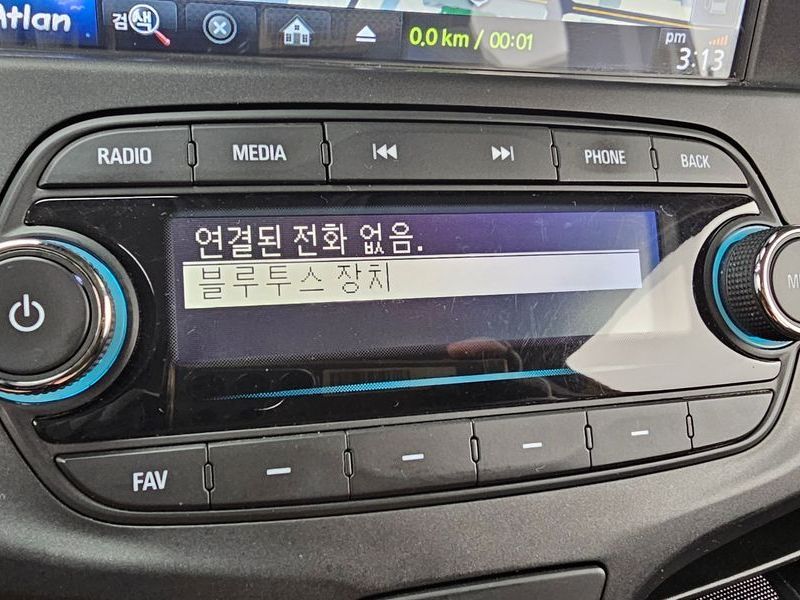 Atlan
검색
0.0 km / 00:01
pm
3:13
RADIO
MEDIA
PHONE
BACK
연결된 전화 없음.
블루투스 장치
FAV